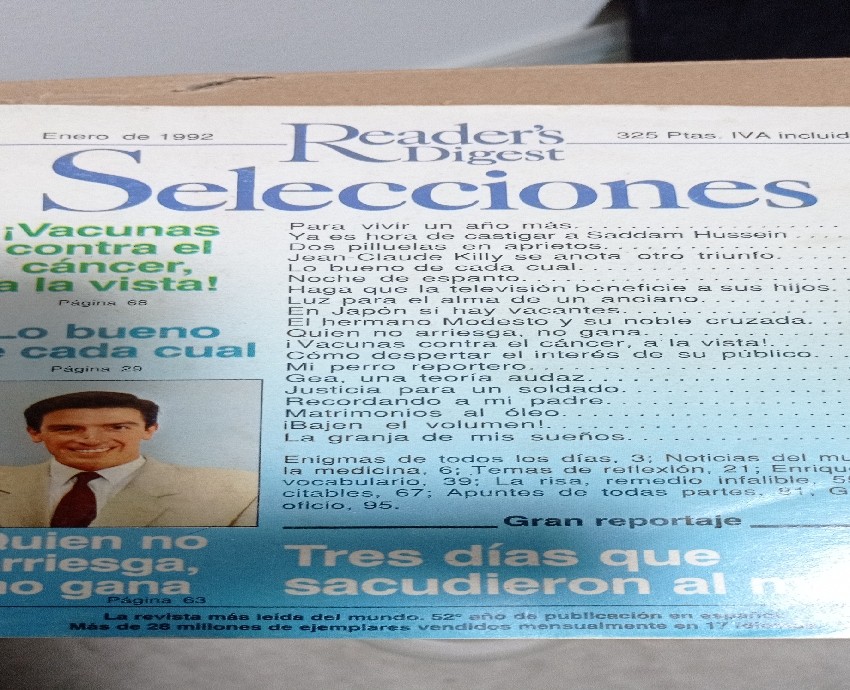 Enero de 1992
Reader's
Digest
325 Ptas. IVA incluid
Selecciones
¡Vacunas
contra el
cáncer,
a la vista!
Página 68
Lo bueno
e cada cual
Página 29
Quien no
rriesga,
no gana
Página 63
Para vivir un año más
Ya es hora de castigar a Saddam Hussein
Dos pilluelas en aprietos
Jean-Claude Killy se anota otro triunfo
Lo bueno de cada cual
Noche de espanto
Haga que la televisión beneficie a sus hijos
Luz para el alma de un anciano
En Japón sí hay vacantes
El hermano Modesto y su noble cruzada
Quien no arriesga, no gana
¡Vacunas contra el cáncer, a la vista!
Cómo despertar el interés de su público
Mi perro reportero
Gea, una teoría audaz
Justicia para un soldado
Recordando a mi padre
Matrimonios al óleo
¡Bajen el volumen!
La granja de mis sueños
Enigmas de todos los días, 3; Noticias del mu
la medicina, 6; Temas de reflexión, 21; Enrique
vocabulario, 39; La risa, remedio infalible, 55
citables, 67; Apuntes de todas partes, 81; G
oficio, 95.
Gran reportaje
Tres días que
sacudieron al m
La revista más leída del mundo. 52º año de publicación en español
Más de 28 millones de ejemplares vendidos mensualmente en 17 idiomas